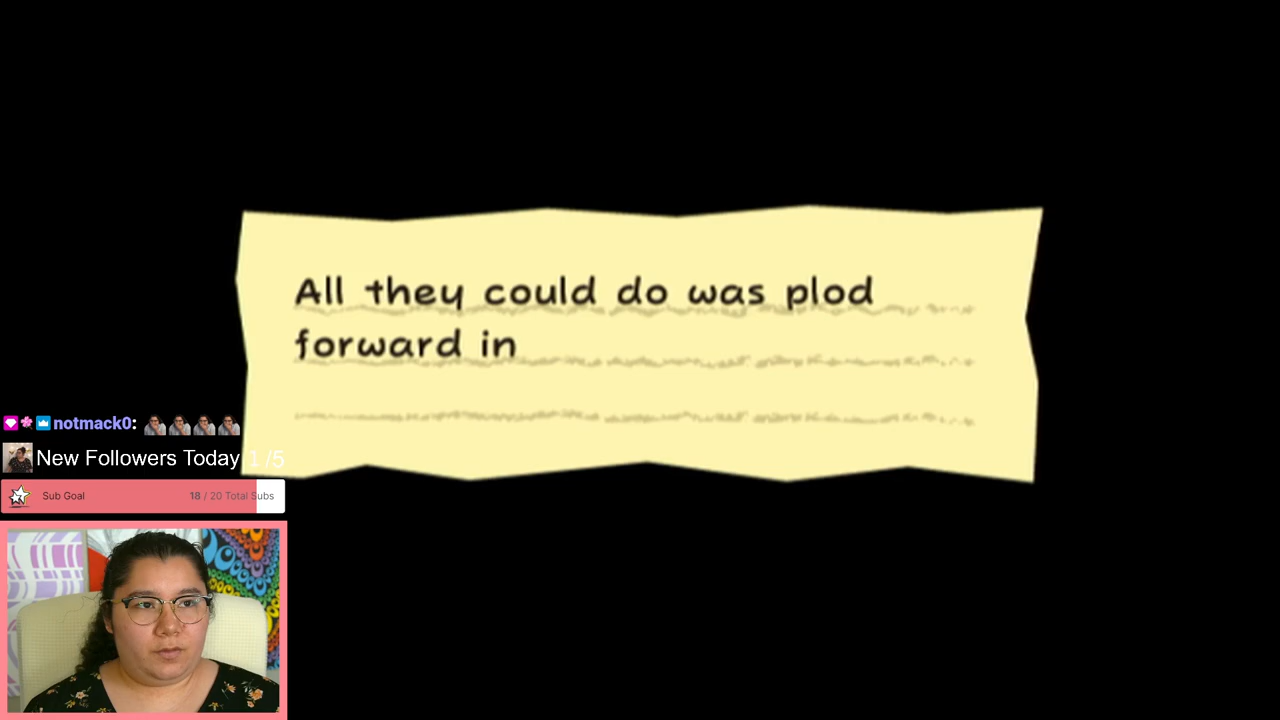 All they could do was plod
forward in
notmack0:
New Followers Today 1/5
Sub Goal 18 / 20 Total Subs